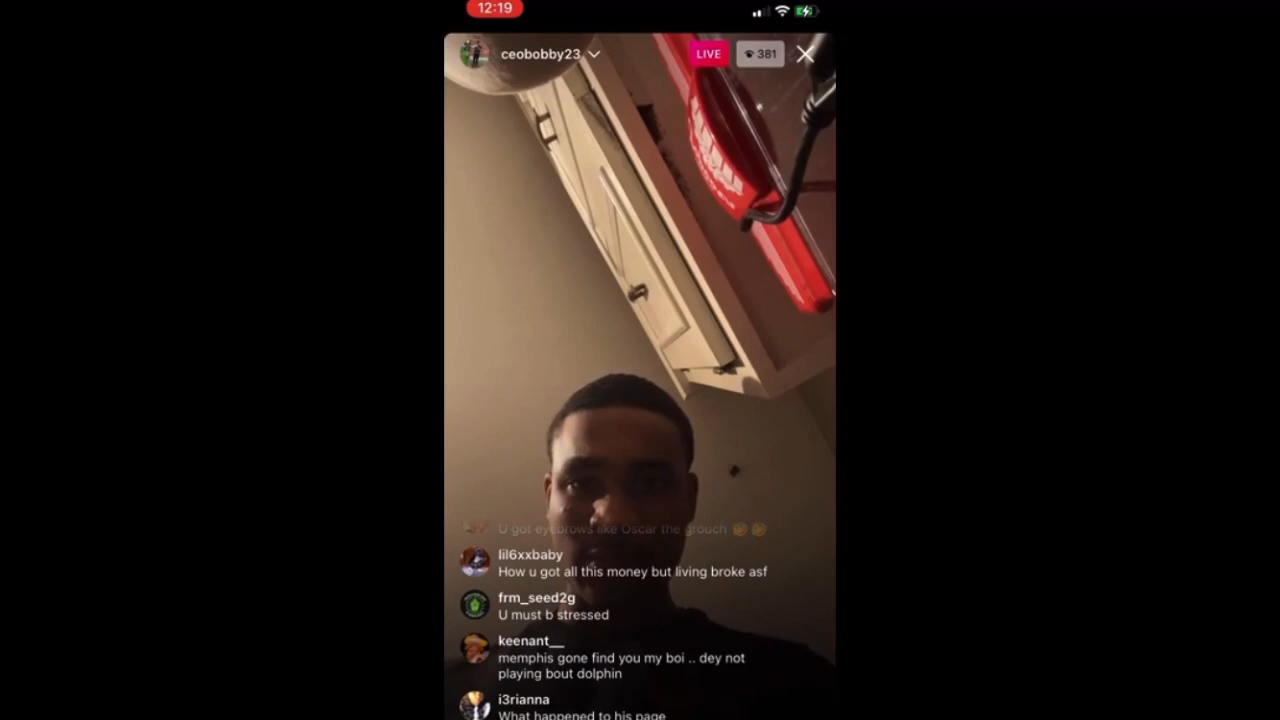 12:19
ceobobby23
LIVE
381
U got eyebrows like Oscar the grouch
lil6xxbaby
How u got all this money but living broke asf
frm_seed2g
U must b stressed
keenant__
memphis gone find you my boi .. dey not
playing bout dolphin
i3rianna
What happened to his page